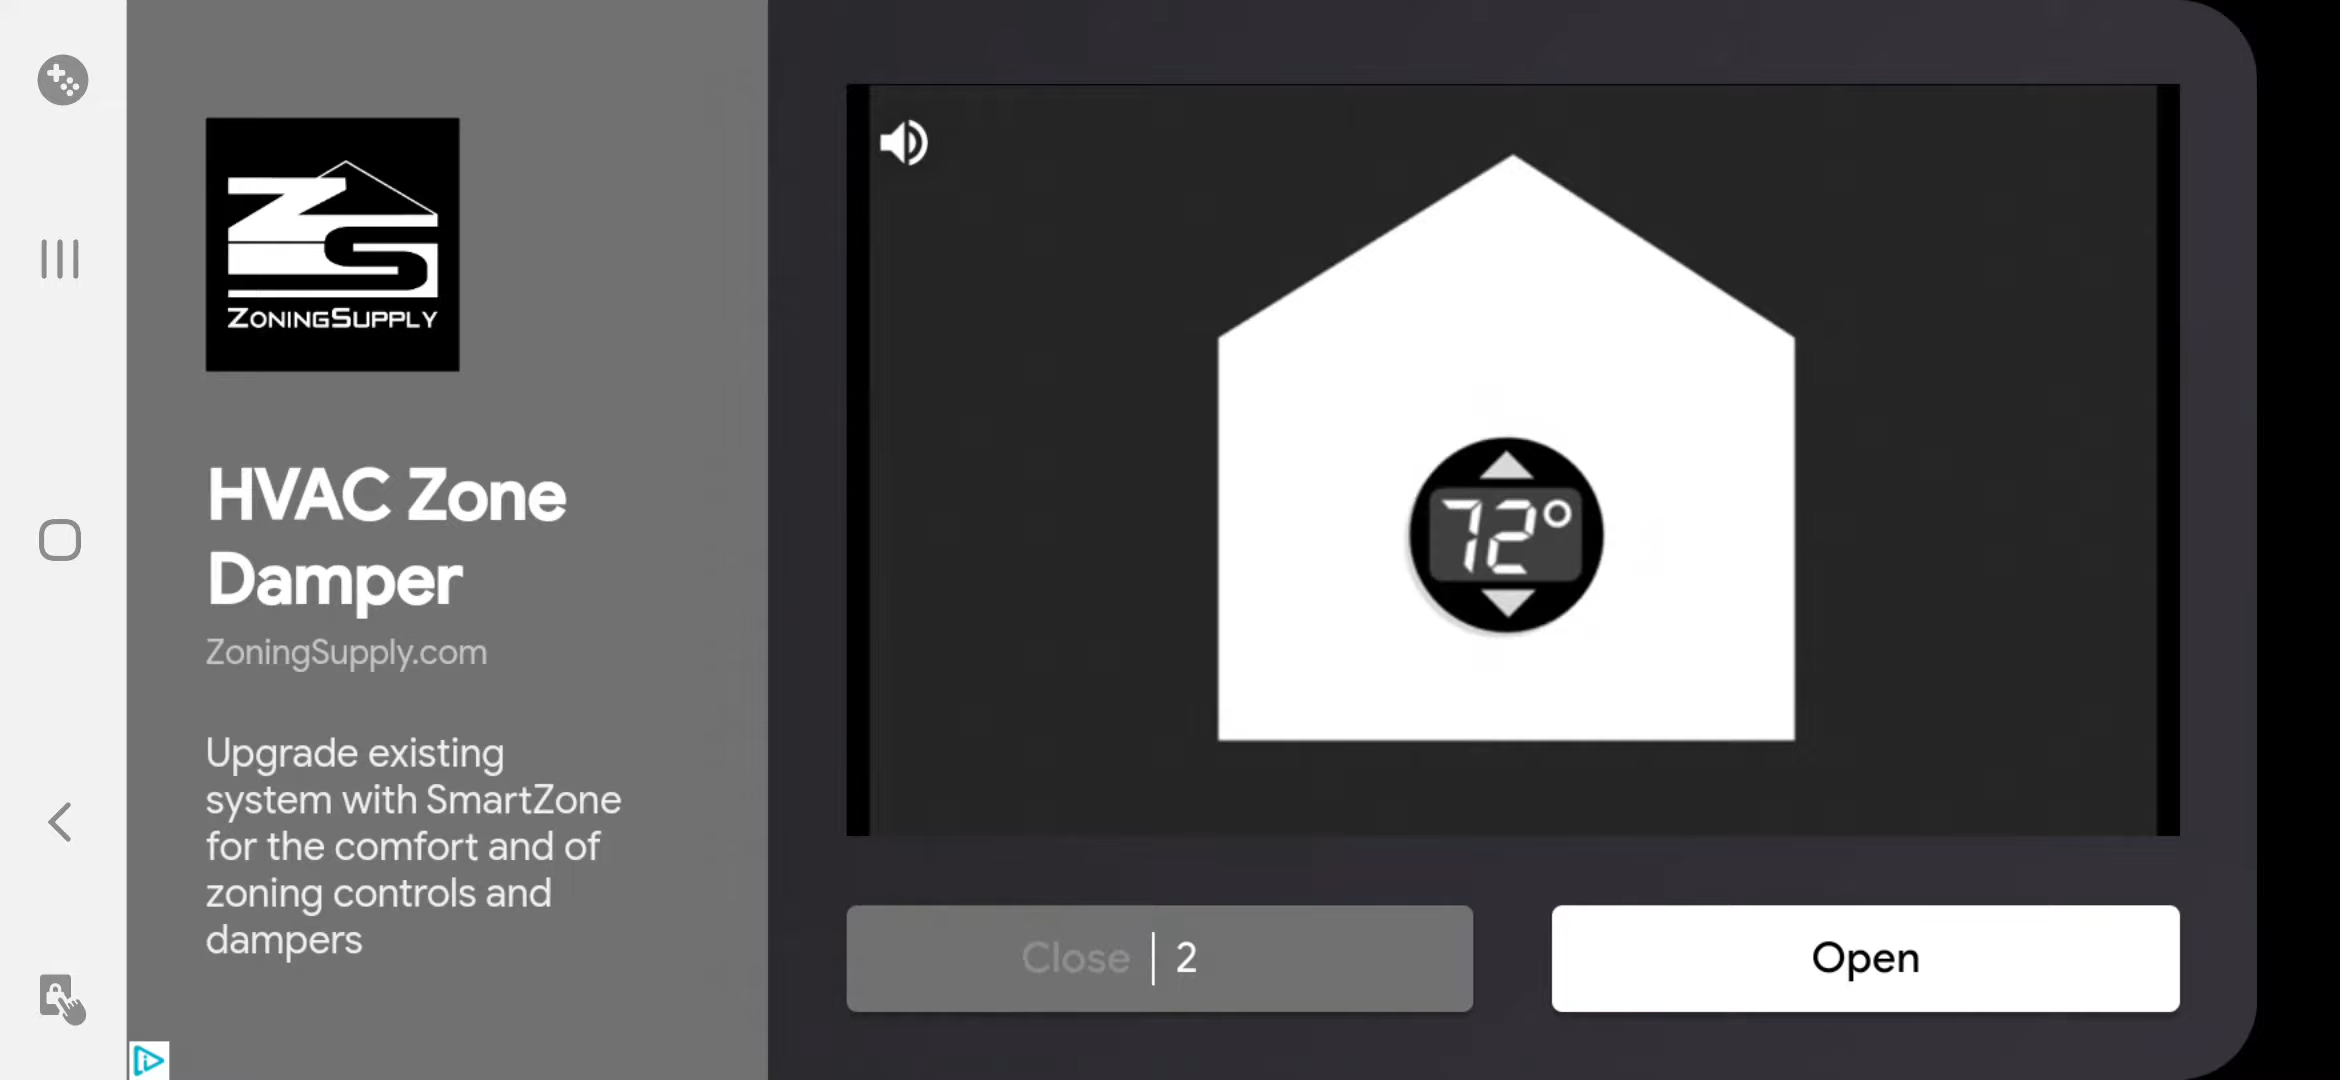 ZS
ZONINGSUPPLY
HVAC Zone
Damper
ZoningSupply.com
Upgrade existing
system with SmartZone
for the comfort and of
zoning controls and
dampers
72°
Close | 2
Open